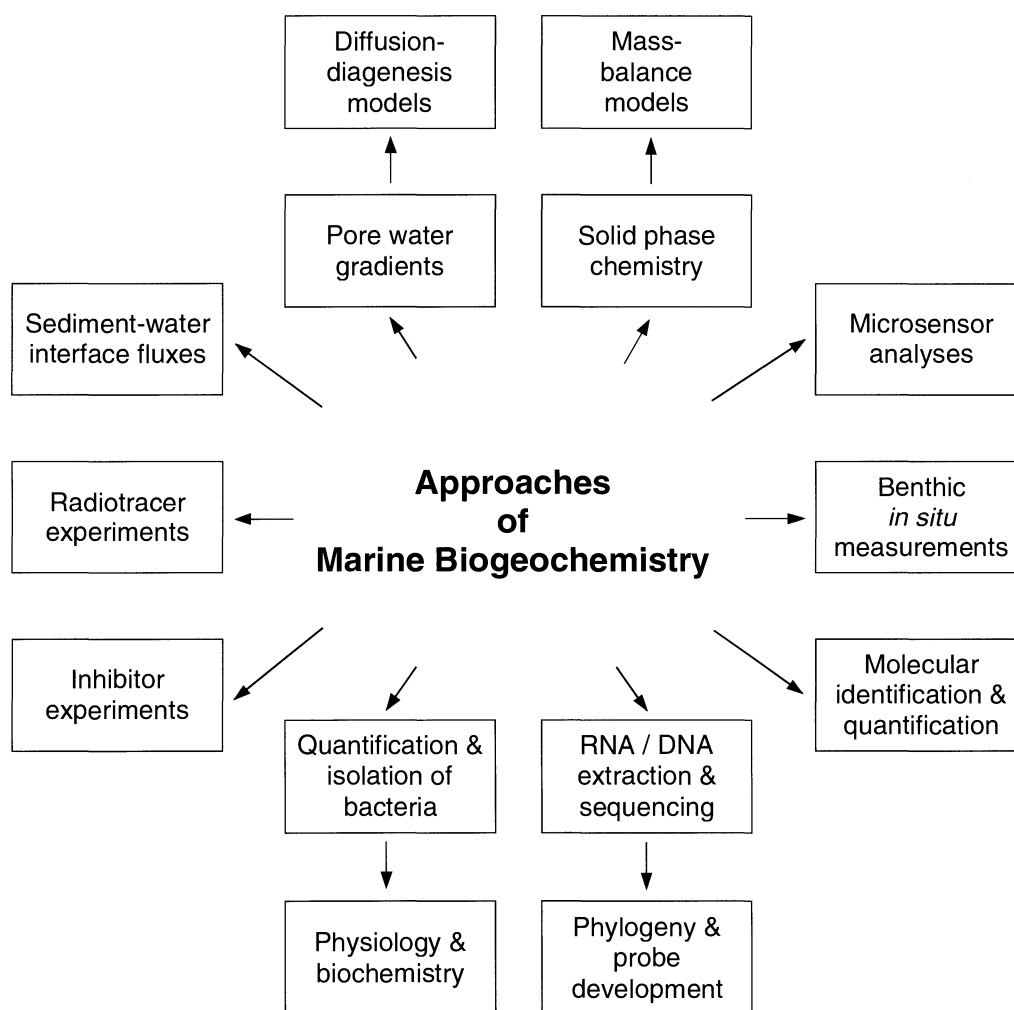 Diffusion-
diagenesis
models
Mass-
balance
models
Pore water
gradients
Solid phase
chemistry
Sediment-water
interface fluxes
Microsensor
analyses
Approaches
of
Marine Biogeochemistry
Radiotracer
experiments
Benthic
in situ
measurements
Inhibitor
experiments
Molecular
identification &
quantification
Quantification &
isolation of
bacteria
RNA / DNA
extraction &
sequencing
Physiology &
biochemistry
Phylogeny &
probe
development